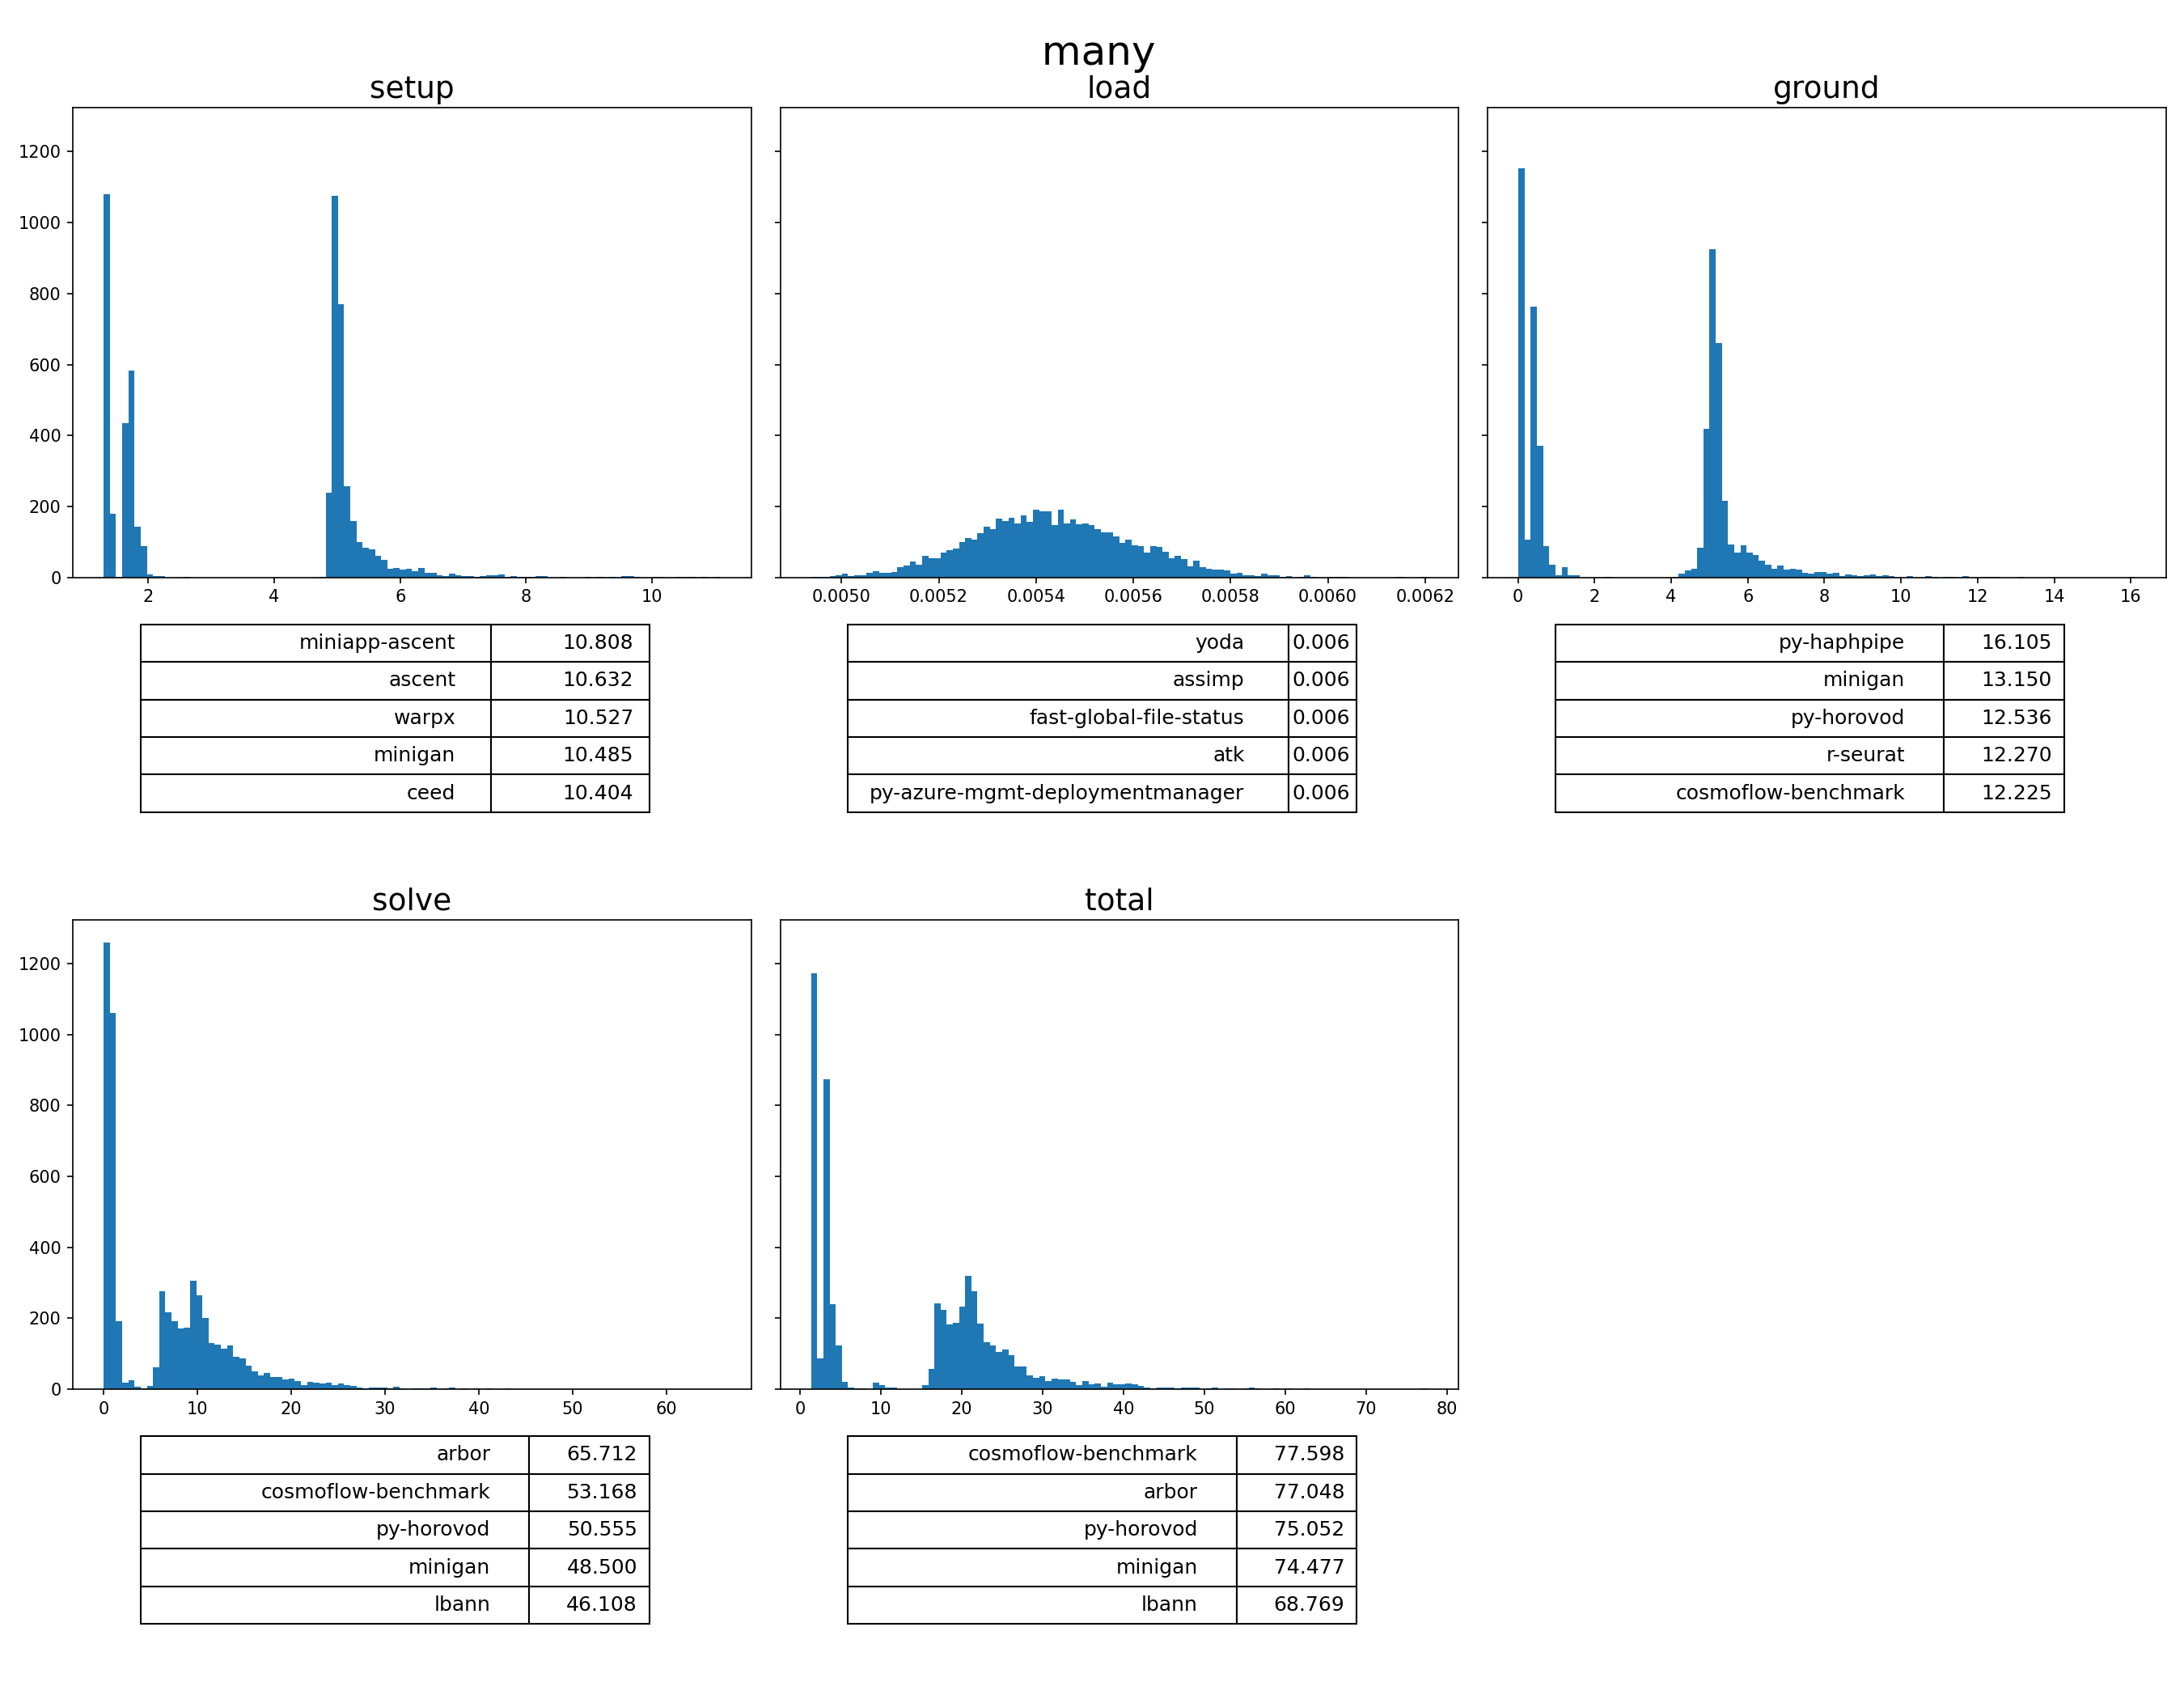 many
setup
load
ground
1200
1000
800
600
400
200
0
2 4 6 8 10
0.0050 0.0052 0.0054 0.0056 0.0058 0.0060 0.0062
0 2 4 6 8 10 12 14 16
miniapp-ascent 10.808
ascent 10.632
warpx 10.527
minigan 10.485
ceed 10.404
yoda 0.006
assimp 0.006
fast-global-file-status 0.006
atk 0.006
py-azure-mgmt-deploymentmanager 0.006
py-haphpipe 16.105
minigan 13.150
py-horovod 12.536
r-seurat 12.270
cosmoflow-benchmark 12.225
solve
total
1200
1000
800
600
400
200
0
0 10 20 30 40 50 60
0 10 20 30 40 50 60 70 80
arbor 65.712
cosmoflow-benchmark 53.168
py-horovod 50.555
minigan 48.500
lbann 46.108
cosmoflow-benchmark 77.598
arbor 77.048
py-horovod 75.052
minigan 74.477
lbann 68.769